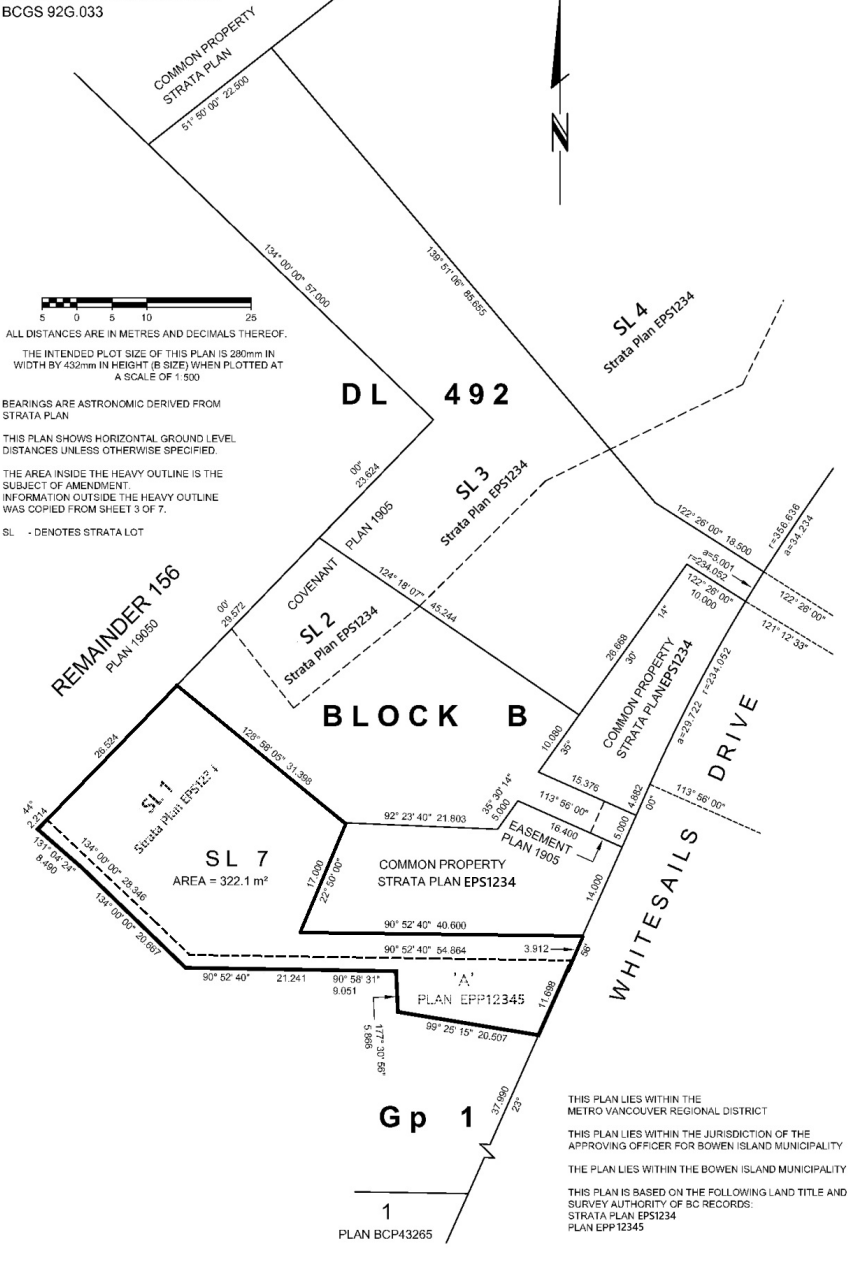 BCGS 92G.033
COMMON PROPERTY
STRATA PLAN
51° 50' 00" 22.500
N
134° 00' 00" 57.000
139° 51' 06" 85.655
SL 4
Strata Plan EPS1234
5 0 5 10 25
ALL DISTANCES ARE IN METRES AND DECIMALS THEREOF.
THE INTENDED PLOT SIZE OF THIS PLAN IS 280mm IN
WIDTH BY 432mm IN HEIGHT (B SIZE) WHEN PLOTTED AT
A SCALE OF 1:500
BEARINGS ARE ASTRONOMIC DERIVED FROM
STRATA PLAN
THIS PLAN SHOWS HORIZONTAL GROUND LEVEL
DISTANCES UNLESS OTHERWISE SPECIFIED.
THE AREA INSIDE THE HEAVY OUTLINE IS THE
SUBJECT OF AMENDMENT.
INFORMATION OUTSIDE THE HEAVY OUTLINE
WAS COPIED FROM SHEET 3 OF 7.
SL - DENOTES STRATA LOT
DL 492
00"
23.624
SL 3
Strata Plan EPS1234
PLAN 1905
COVENANT
122° 26' 00" 18.500
r=356.636
a=34.234
a=5.001
r=234.052
122° 26' 00"
10.000
122° 26' 00"
121° 12' 33"
REMAINDER 156
PLAN 19050
00'
29.572
SL 2
Strata Plan EPS1234
124° 18' 07" 45.244
26.668
14"
30'
COMMON PROPERTY
STRATA PLAN EPS1234
a=29.722 r=234.052
BLOCK B
10.080
35°
15.376
4.882
00"
113° 56' 00"
WHITESAILS DRIVE
26.524
128° 58' 05" 31.398
SL 1
Strata Plan EPS1234
44°
2.214
131° 04' 24"
8.490
134° 00' 00" 28.346
134° 00' 00" 20.667
SL 7
AREA = 322.1 m²
92° 23' 40" 21.803
35° 30' 14"
5.000
113° 56' 00"
16.400
EASEMENT
PLAN 1905
5.000
17.000
22° 50' 00"
COMMON PROPERTY
STRATA PLAN EPS1234
14.000
90° 52' 40" 40.600
90° 52' 40" 54.864
3.912
56'
90° 52' 40" 21.241
90° 58' 31"
9.051
'A'
PLAN EPP12345
11.698
177° 30' 56"
5.866
99° 25' 15" 20.507
Gp 1
37.990
23°
1
PLAN BCP43265
THIS PLAN LIES WITHIN THE
METRO VANCOUVER REGIONAL DISTRICT
THIS PLAN LIES WITHIN THE JURISDICTION OF THE
APPROVING OFFICER FOR BOWEN ISLAND MUNICIPALITY
THE PLAN LIES WITHIN THE BOWEN ISLAND MUNICIPALITY
THIS PLAN IS BASED ON THE FOLLOWING LAND TITLE AND
SURVEY AUTHORITY OF BC RECORDS:
STRATA PLAN EPS1234
PLAN EPP12345